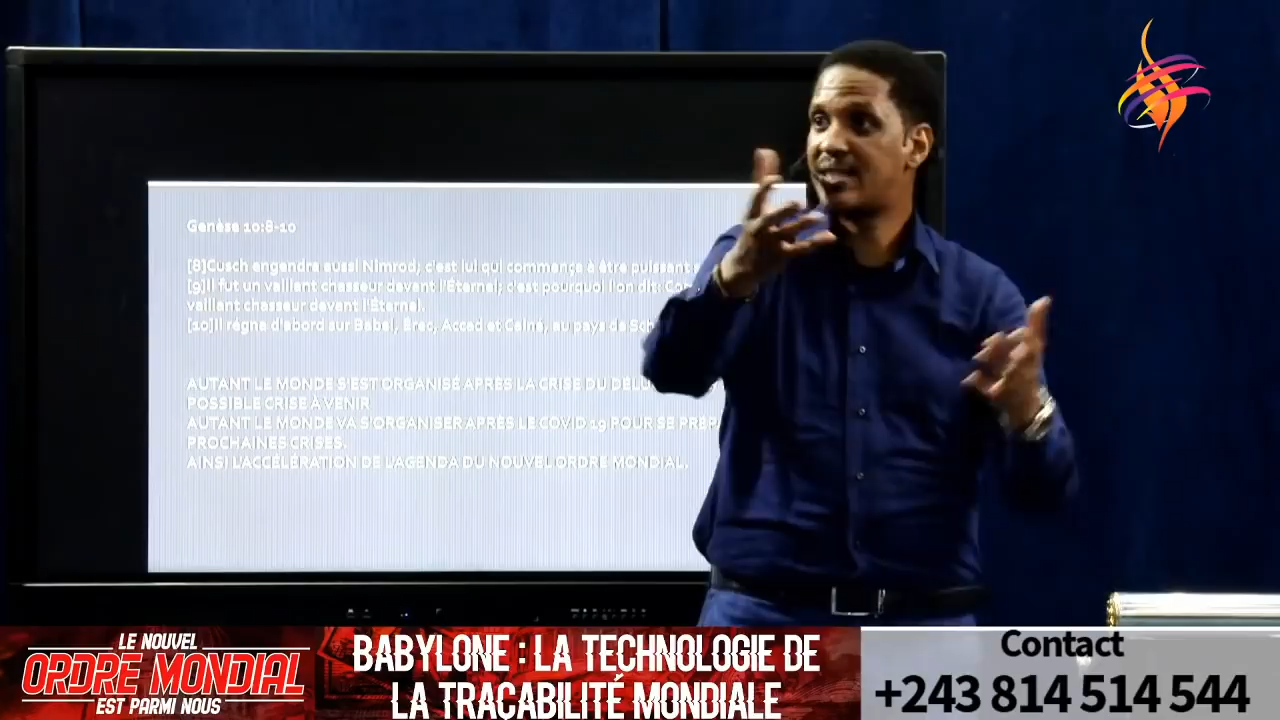 Genèse 10:8-10
[8]Cusch engendra aussi Nimrod; c'est lui qui commença à être puissant
[9]Il fut un vaillant chasseur devant l'Éternel; c'est pourquoi l'on dit:
vaillant chasseur devant l'Éternel.
[10]Il régna d'abord sur Babel, Érec, Accad et Calné, au pays de
AUTANT LE MONDE S'EST ORGANISÉ APRÈS LA CRISE DU
POSSIBLE CRISE À VENIR
AUTANT LE MONDE VA S'ORGANISER APRÈS LE COVID 19 POUR SE
PROCHAINES CRISES.
AINSI L'ACCÉLÉRATION DE L'AGENDA DU NOUVEL ORDRE MONDIAL.
LE NOUVEL
ORDRE MONDIAL
EST PARMI NOUS
BABYLONE : LA TECHNOLOGIE DE
LA TRACABILITÉ MONDIALE
Contact
+243 814 514 544